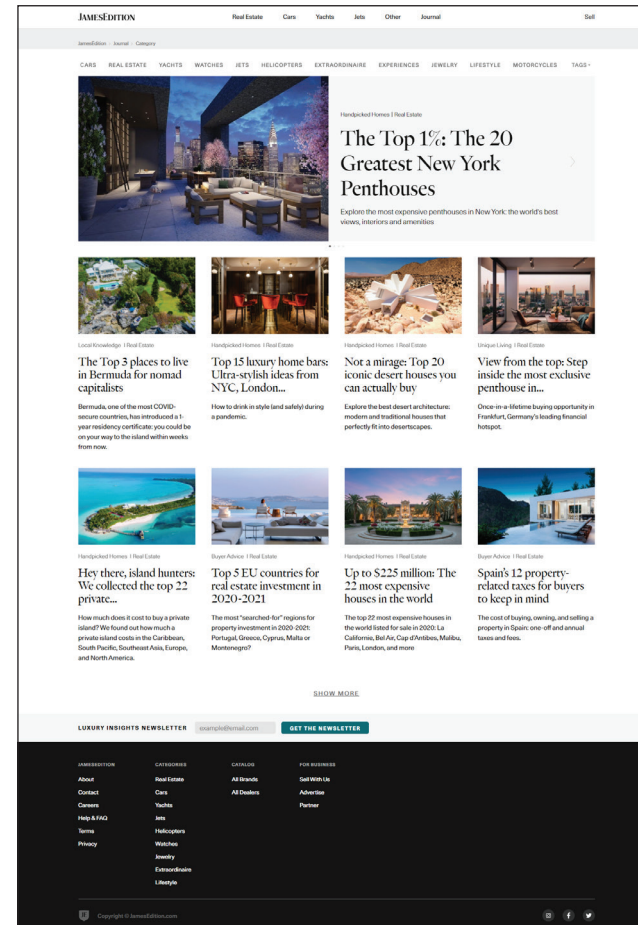 JAMESEDITION
Real Estate Cars Yachts Jets Other Journal
Sell
JamesEdition / Journal / Category
CARS REAL ESTATE YACHTS WATCHES JETS HELICOPTERS EXTRAORDINAIRE EXPERIENCES JEWELRY LIFESTYLE MOTORCYCLES TAGS
Handpicked Homes | Real Estate
The Top 1%: The 20
Greatest New York
Penthouses
Explore the most expensive penthouses in New York: the world's best
views, interiors and amenities
Local Knowledge | Real Estate
The Top 3 places to live
in Bermuda for nomad
capitalists
Bermuda, one of the most COVID-
secure countries, has introduced a 1-
year residency certificate: you could be
on your way to the island within weeks
from now.
Handpicked Homes | Real Estate
Top 15 luxury home bars:
Ultra-stylish ideas from
NYC, London...
How to drink in style (and safely) during
a pandemic.
Handpicked Homes | Real Estate
Not a mirage: Top 20
iconic desert houses you
can actually buy
Explore the best desert architecture:
modern and traditional houses that
perfectly fit into desertscapes.
Unique Living | Real Estate
View from the top: Step
inside the most exclusive
penthouse in...
Once-in-a-lifetime buying opportunity in
Frankfurt, Germany's leading financial
hotspot.
Handpicked Homes | Real Estate
Hey there, island hunters:
We collected the top 22
private...
How much does it cost to buy a private
island? We found out how much a
private island costs in the Caribbean,
South Pacific, Southeast Asia, Europe,
and North America.
Buyer Advice | Real Estate
Top 5 EU countries for
real estate investment in
2020-2021
The most "searched-for" regions for
property investment in 2020-2021:
Portugal, Greece, Cyprus, Malta or
Montenegro?
Handpicked Homes | Real Estate
Up to $225 million: The
22 most expensive
houses in the world
The top 22 most expensive houses in
the world listed for sale in 2020: La
Californie, Bel Air, Cap d'Antibes, Malibu,
Paris, London, and more
Buyer Advice | Real Estate
Spain's 12 property-
related taxes for buyers
to keep in mind
The cost of buying, owning, and selling a
property in Spain: one-off and annual
taxes and fees.
SHOW MORE
LUXURY INSIGHTS NEWSLETTER example@email.com GET THE NEWSLETTER
JAMESEDITION
About
Contact
Careers
Help & FAQ
Terms
Privacy
CATEGORIES
Real Estate
Cars
Yachts
Jets
Helicopters
Watches
Jewelry
Extraordinaire
Lifestyle
CATALOG
All Brands
All Dealers
FOR BUSINESS
Sell With Us
Advertise
Partner
Copyright © JamesEdition.com